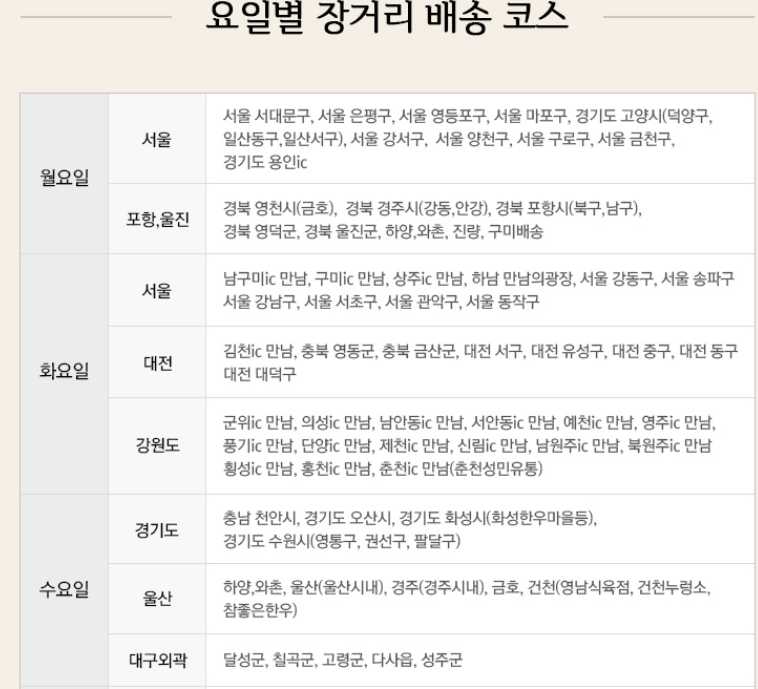 요일별 장거리 배송 코스
월요일
서울
서울 서대문구, 서울 은평구, 서울 영등포구, 서울 마포구, 경기도 고양시(덕양구,
일산동구,일산서구), 서울 강서구, 서울 양천구, 서울 구로구, 서울 금천구,
경기도 용인ic
포항,울진
경북 영천시(금호), 경북 경주시(강동,안강), 경북 포항시(북구,남구),
경북 영덕군, 경북 울진군, 하양,와촌, 진량, 구미배송
화요일
서울
남구미ic 만남, 구미ic 만남, 상주ic 만남, 하남 만남의광장, 서울 강동구, 서울 송파구
서울 강남구, 서울 서초구, 서울 관악구, 서울 동작구
대전
김천ic 만남, 충북 영동군, 충북 금산군, 대전 서구, 대전 유성구, 대전 중구, 대전 동구
대전 대덕구
강원도
군위ic 만남, 의성ic 만남, 남안동ic 만남, 서안동ic 만남, 예천ic 만남, 영주ic 만남,
풍기ic 만남, 단양ic 만남, 제천ic 만남, 신림ic 만남, 남원주ic 만남, 북원주ic 만남
횡성ic 만남, 홍천ic 만남, 춘천ic 만남(춘천성민유통)
수요일
경기도
충남 천안시, 경기도 오산시, 경기도 화성시(화성한우마을등),
경기도 수원시(영통구, 권선구, 팔달구)
울산
하양,와촌, 울산(울산시내), 경주(경주시내), 금호, 건천(영남식육점, 건천누렁소,
참좋은한우)
대구외곽
달성군, 칠곡군, 고령군, 다사읍, 성주군